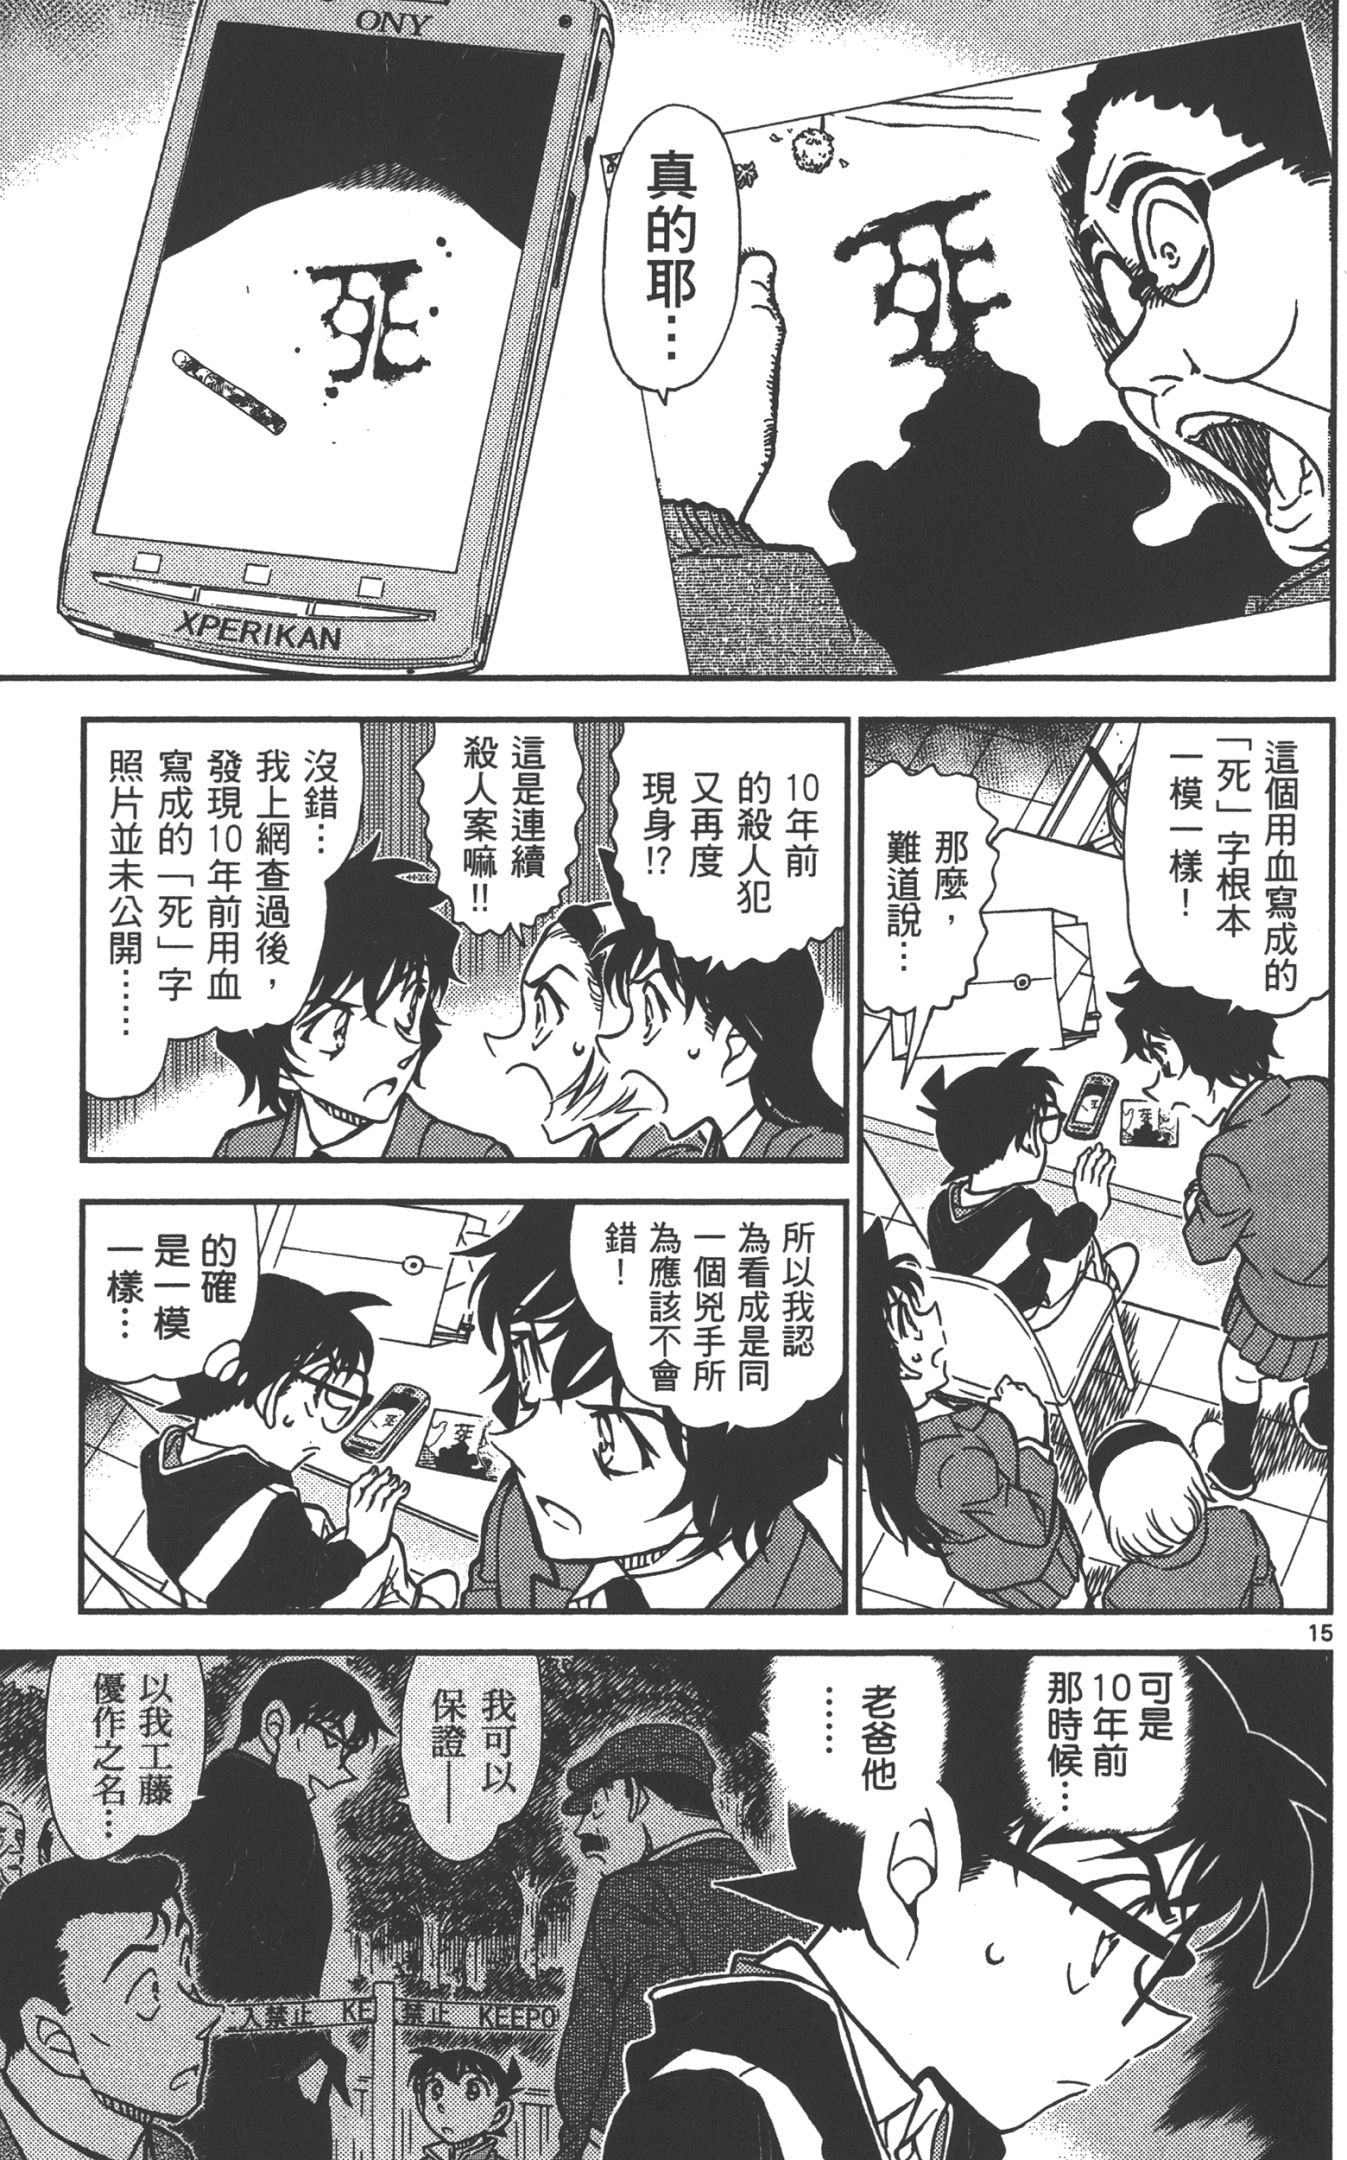 ONY
真的耶…
死
死
XPERIKAN
這個用血寫成的
「死」字根本
一模一樣！
那麼，
難道說…
10年前
的殺人犯
又再度
現身!?
這是連續
殺人案嘛!!
沒錯…
我上網查過後，
發現10年前用血
寫成的「死」字
照片並未公開……
所以我認
為看成是同
一個兇手所
為應該不會
錯！
的確
是一模
一樣…
15
可是
10年前
那時候…
老爸他
……
我可以
保證——
以我工藤
優作之名…
入禁止 KE
禁止 KEEPO